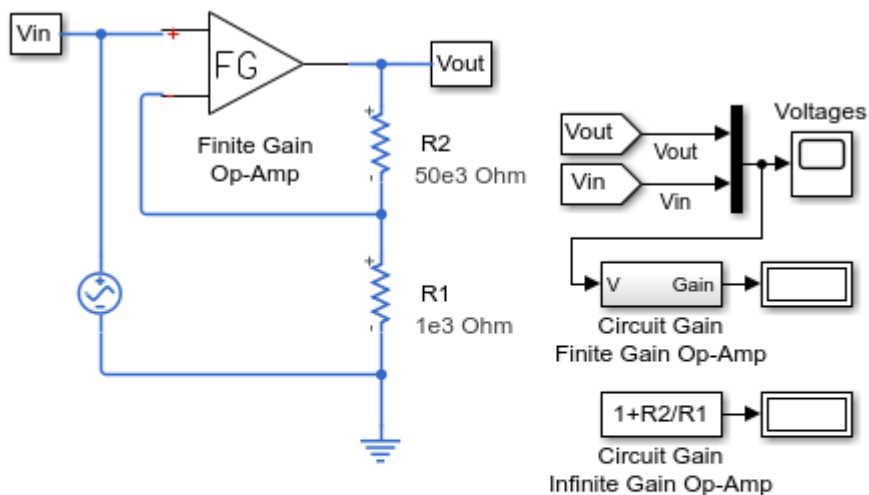 Vin
+
-
FG
Vout
Finite Gain
Op-Amp
+
-
R2
50e3 Ohm
+
-
R1
1e3 Ohm
+
-
Voltages
Vout
Vout
Vin
Vin
V
Gain
Circuit Gain
Finite Gain Op-Amp
1+R2/R1
Circuit Gain
Infinite Gain Op-Amp